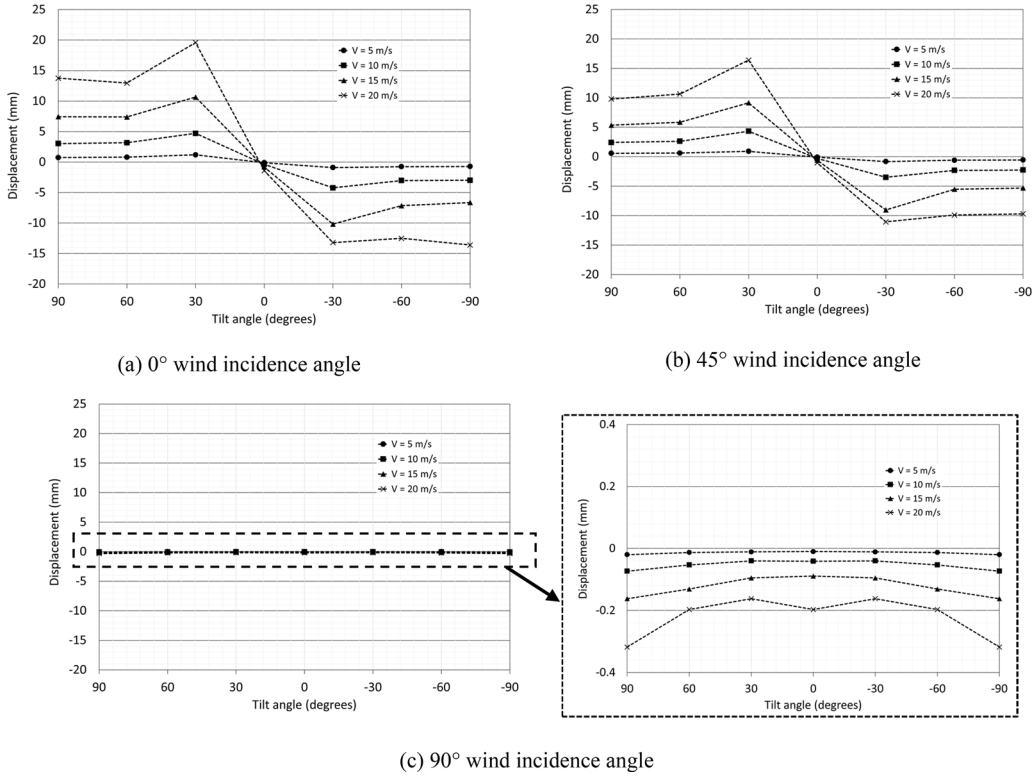 25
20
15
10
5
0
-5
-10
-15
-20
Displacement (mm)
V = 5 m/s
V = 10 m/s
V = 15 m/s
V = 20 m/s
90 60 30 0 -30 -60 -90
Tilt angle (degrees)
(a) 0° wind incidence angle
25
20
15
10
5
0
-5
-10
-15
-20
Displacement (mm)
V = 5 m/s
V = 10 m/s
V = 15 m/s
V = 20 m/s
90 60 30 0 -30 -60 -90
Tilt angle (degrees)
(b) 45° wind incidence angle
25
20
15
10
5
0
-5
-10
-15
-20
Displacement (mm)
V = 5 m/s
V = 10 m/s
V = 15 m/s
V = 20 m/s
90 60 30 0 -30 -60 -90
Tilt angle (degrees)
0.4
0.2
0
-0.2
-0.4
Displacement (mm)
V = 5 m/s
V = 10 m/s
V = 15 m/s
V = 20 m/s
90 60 30 0 -30 -60 -90
Tilt angle (degrees)
(c) 90° wind incidence angle